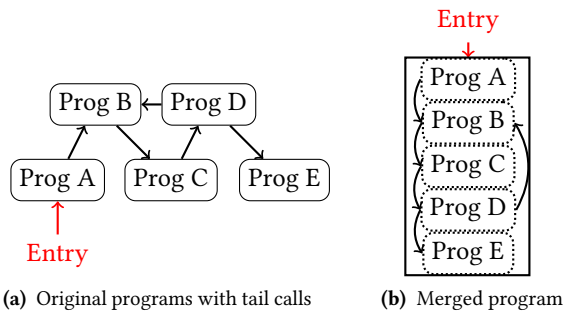 Prog B
Prog D
Prog A
Prog C
Prog E
Entry
(a) Original programs with tail calls
Entry
Prog A
Prog B
Prog C
Prog D
Prog E
(b) Merged program